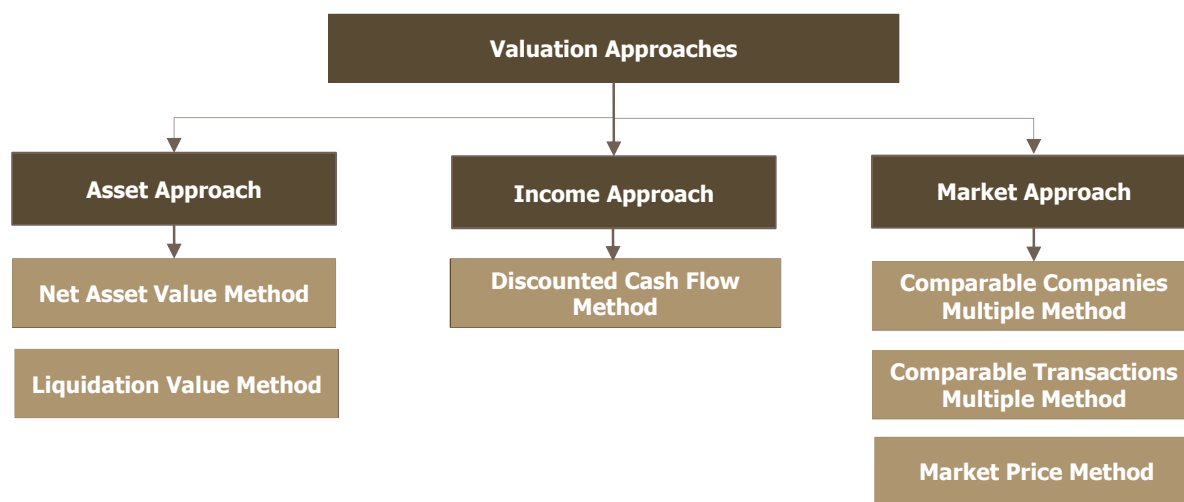 Valuation Approaches
Asset Approach
Income Approach
Market Approach
Net Asset Value Method
Discounted Cash Flow
Method
Comparable Companies
Multiple Method
Liquidation Value Method
Comparable Transactions
Multiple Method
Market Price Method